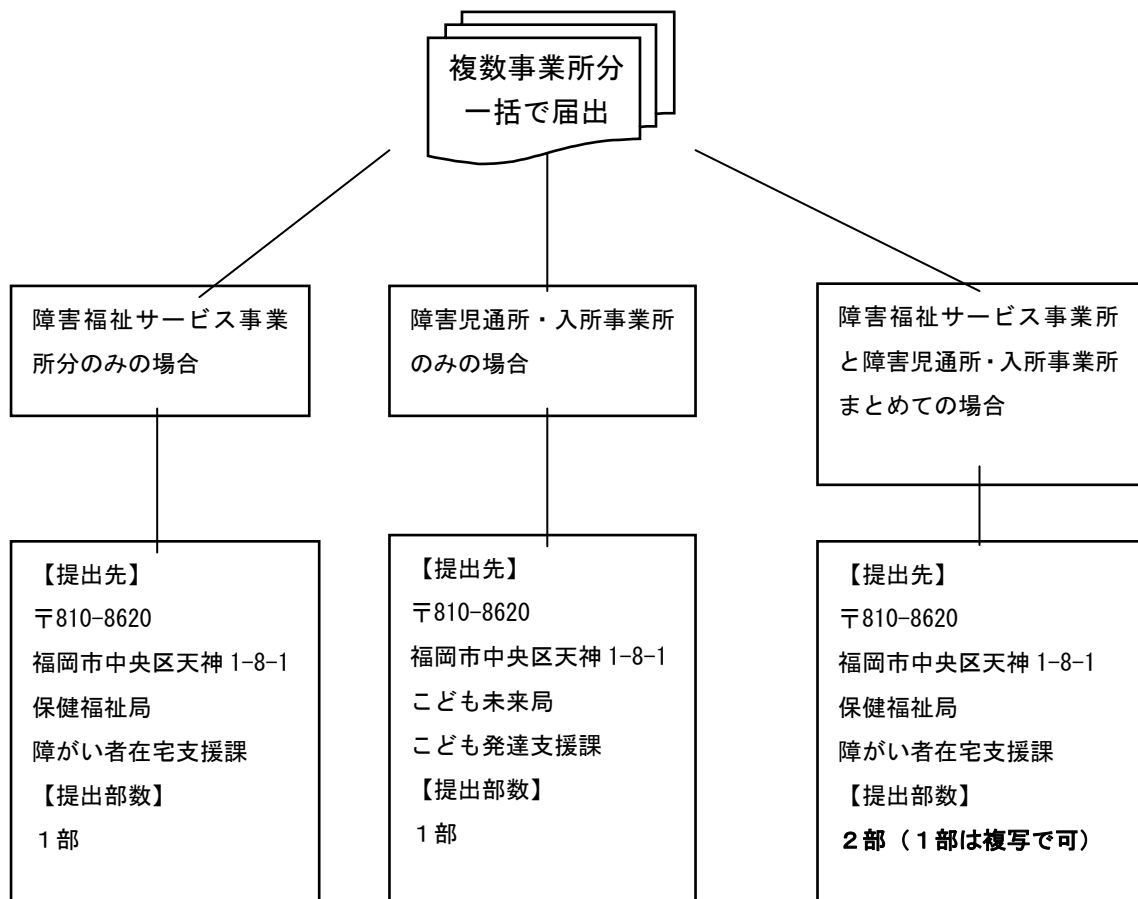 複数事業所分
一括で届出
障害福祉サービス事業
所分のみの場合
障害児通所・入所事業所
のみの場合
障害福祉サービス事業所
と障害児通所・入所事業所
まとめての場合
【提出先】
〒810-8620
福岡市中央区天神 1-8-1
保健福祉局
障がい者在宅支援課
【提出部数】
１部
【提出先】
〒810-8620
福岡市中央区天神 1-8-1
こども未来局
こども発達支援課
【提出部数】
１部
【提出先】
〒810-8620
福岡市中央区天神 1-8-1
保健福祉局
障がい者在宅支援課
【提出部数】
２部（１部は複写で可）